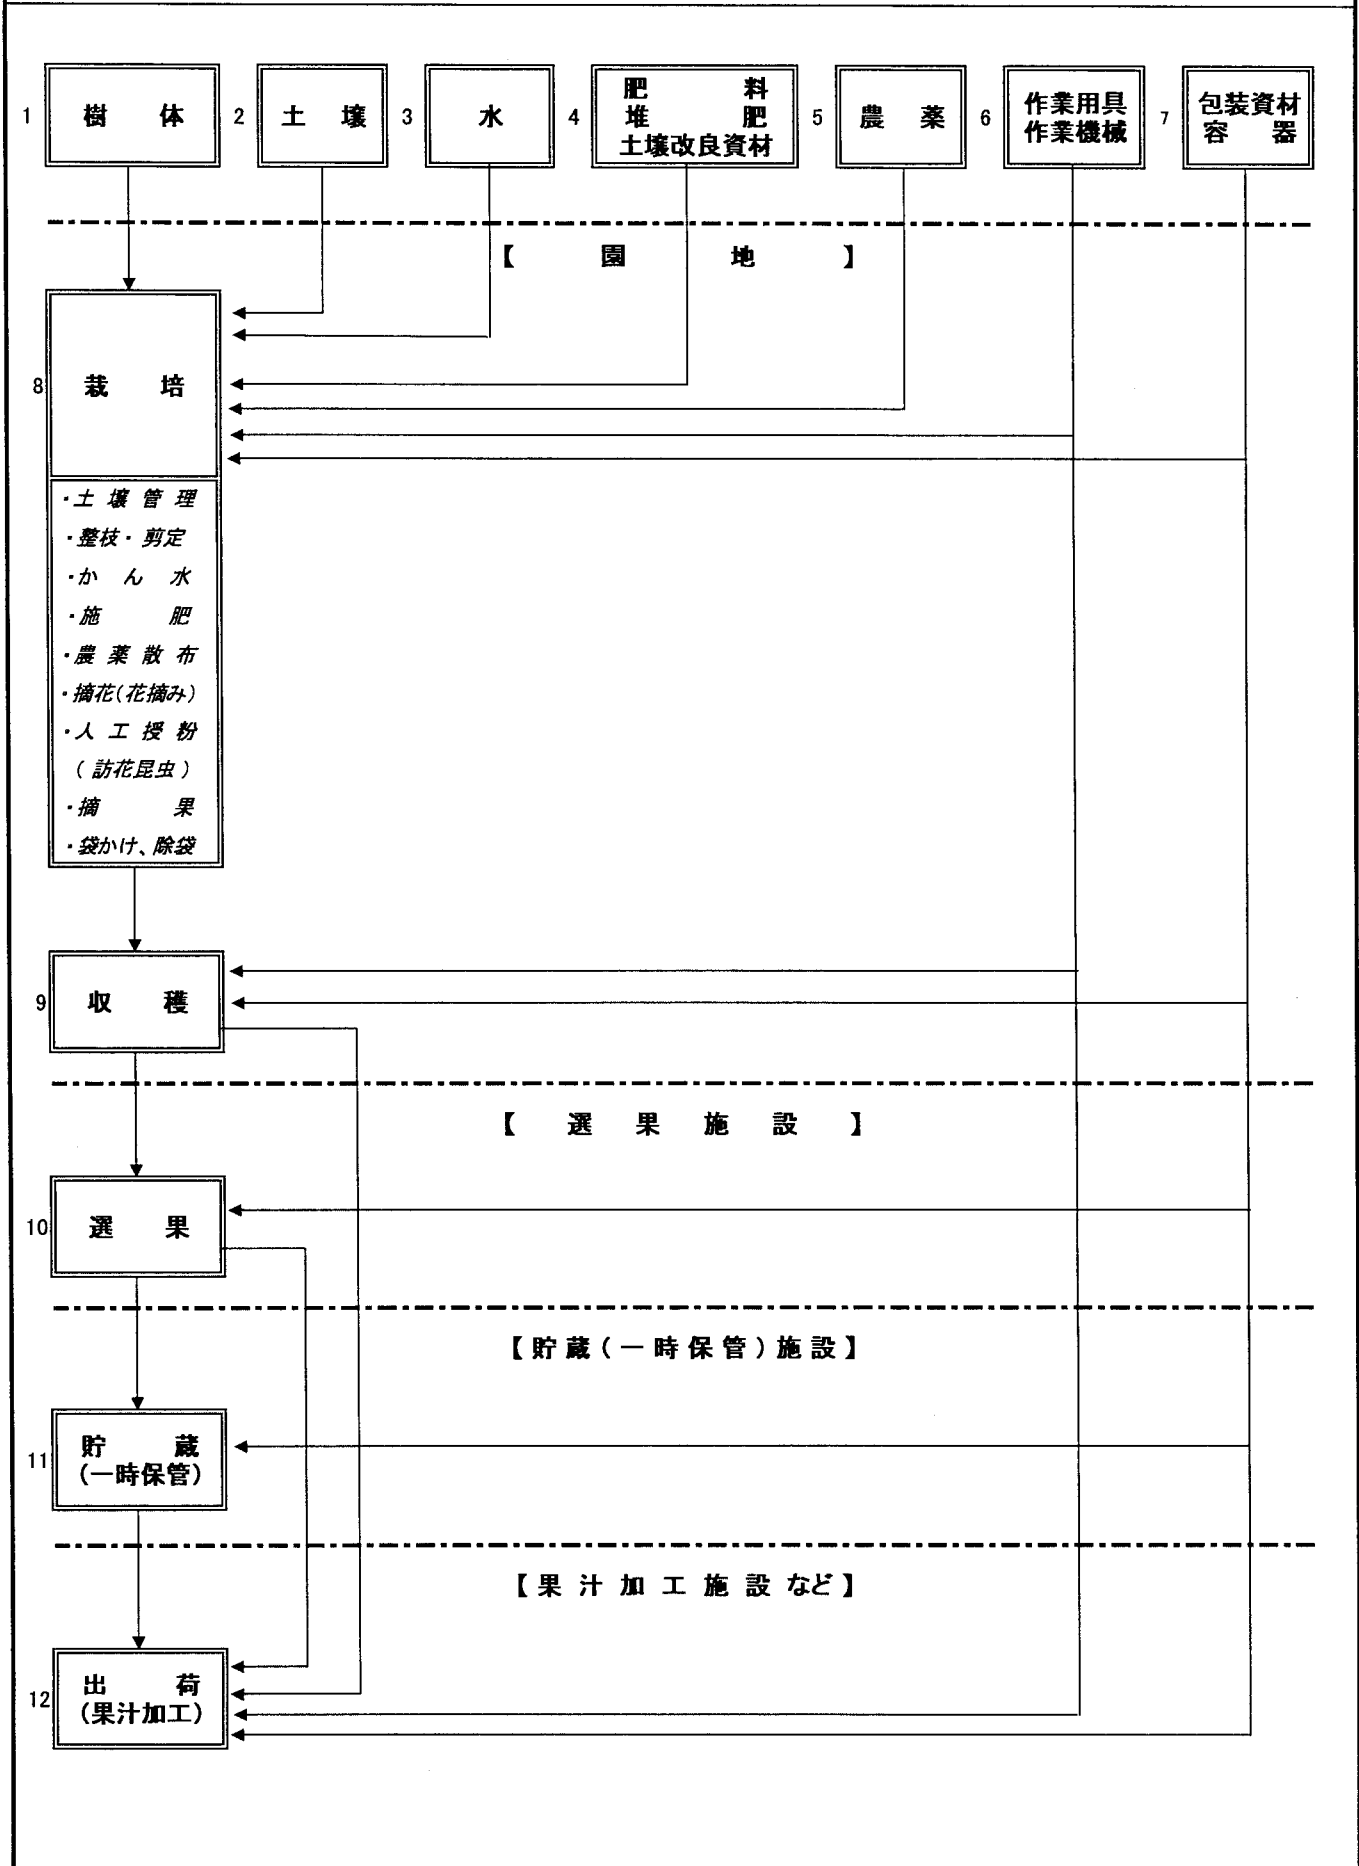 1 樹 体
2 土 壌
3 水
4 肥 料
堆 肥
土壌改良資材
5 農 薬
6 作業用具
作業機械
7 包装資材
容 器
【 園 地 】
8 栽 培
・土 壌 管 理
・整枝・剪定
・か ん 水
・施 肥
・農 薬 散 布
・摘花(花摘み)
・人 工 授 粉
( 訪花昆虫 )
・摘 果
・袋かけ、除袋
9 収 穫
【 選 果 施 設 】
10 選 果
【貯 蔵 ( 一 時 保 管 ) 施 設】
11 貯 蔵
(一時保管)
【果 汁 加 工 施 設 など】
12 出 荷
(果汁加工)